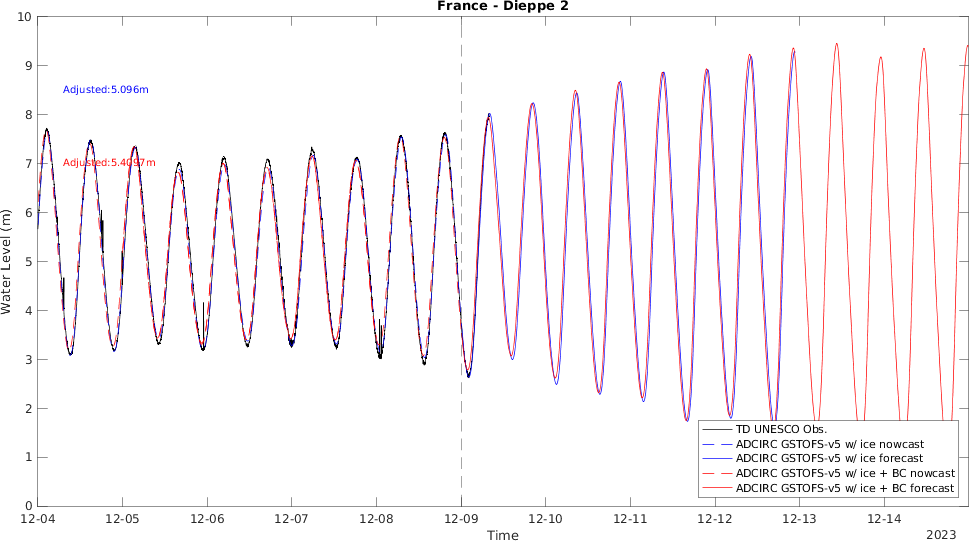 France - Dieppe 2
10
9
8
7
6
5
4
3
2
1
0
Water Level (m)
Adjusted:5.096m
Adjusted:5.4097m
TD UNESCO Obs.
ADCIRC GSTOFS-v5 w/ ice nowcast
ADCIRC GSTOFS-v5 w/ ice forecast
ADCIRC GSTOFS-v5 w/ ice + BC nowcast
ADCIRC GSTOFS-v5 w/ ice + BC forecast
12-04 12-05 12-06 12-07 12-08 12-09 12-10 12-11 12-12 12-13 12-14
Time
2023